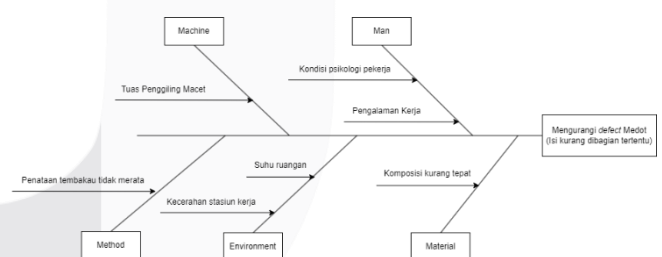 Machine
Man
Kondisi psikologi pekerja
Tuas Penggiling Macet
Pengalaman Kerja
Mengurangi defect Medot
(Isi kurang dibagian tertentu)
Suhu ruangan
Komposisi kurang tepat
Penataan tembakau tidak merata
Kecerahan stasiun kerja
Method
Environment
Material